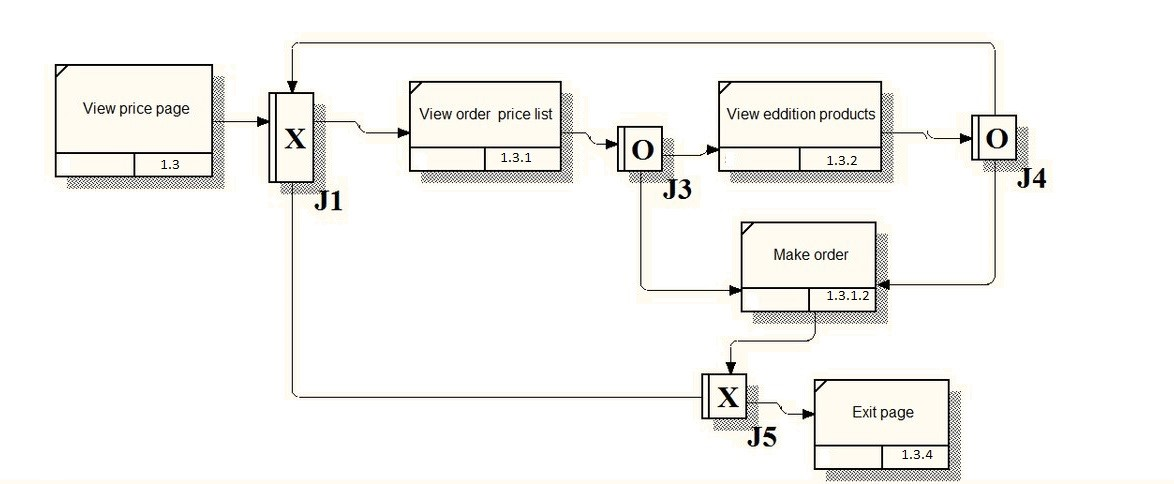 View price page
1.3
X
J1
View order price list
1.3.1
O
J3
View eddition products
1.3.2
O
J4
Make order
1.3.1.2
X
J5
Exit page
1.3.4